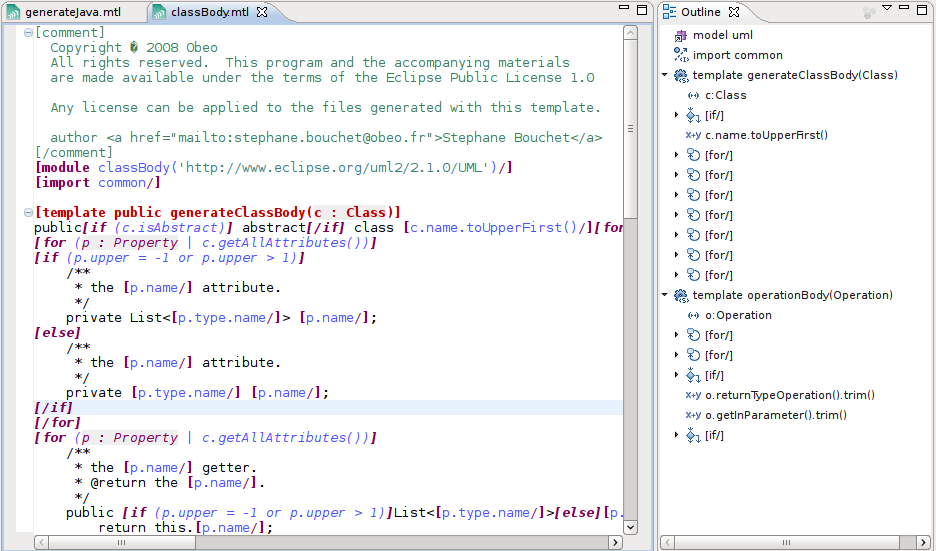 generateJava.mtl
classBody.mtl
[comment]
Copyright � 2008 Obeo
All rights reserved.  This program and the accompanying materials
are made available under the terms of the Eclipse Public License 1.0
Any license can be applied to the files generated with this template.
author <a href="mailto:stephane.bouchet@obeo.fr">Stephane Bouchet</a>
[/comment]
[module classBody('http://www.eclipse.org/uml2/2.1.0/UML')/]
[import common/]
[template public generateClassBody(c : Class)]
public[if (c.isAbstract)] abstract[/if] class [c.name.toUpperFirst()/][for
[for (p : Property | c.getAllAttributes())]
[if (p.upper = -1 or p.upper > 1)]
/**
* the [p.name/] attribute.
*/
private List<[p.type.name/]> [p.name/];
[else]
/**
* the [p.name/] attribute.
*/
private [p.type.name/] [p.name/];
[/if]
[/for]
[for (p : Property | c.getAllAttributes())]
/**
* the [p.name/] getter.
* @return the [p.name/].
*/
public [if (p.upper = -1 or p.upper > 1)]List<[p.type.name/]>[else][p.
return this.[p.name/];
Outline
model uml
import common
template generateClassBody(Class)
c:Class
[if/]
x+y c.name.toUpperFirst()
[for/]
[for/]
[for/]
[for/]
[for/]
[for/]
[for/]
template operationBody(Operation)
o:Operation
[for/]
[for/]
[if/]
x+y o.returnTypeOperation().trim()
x+y o.getInParameter().trim()
[if/]